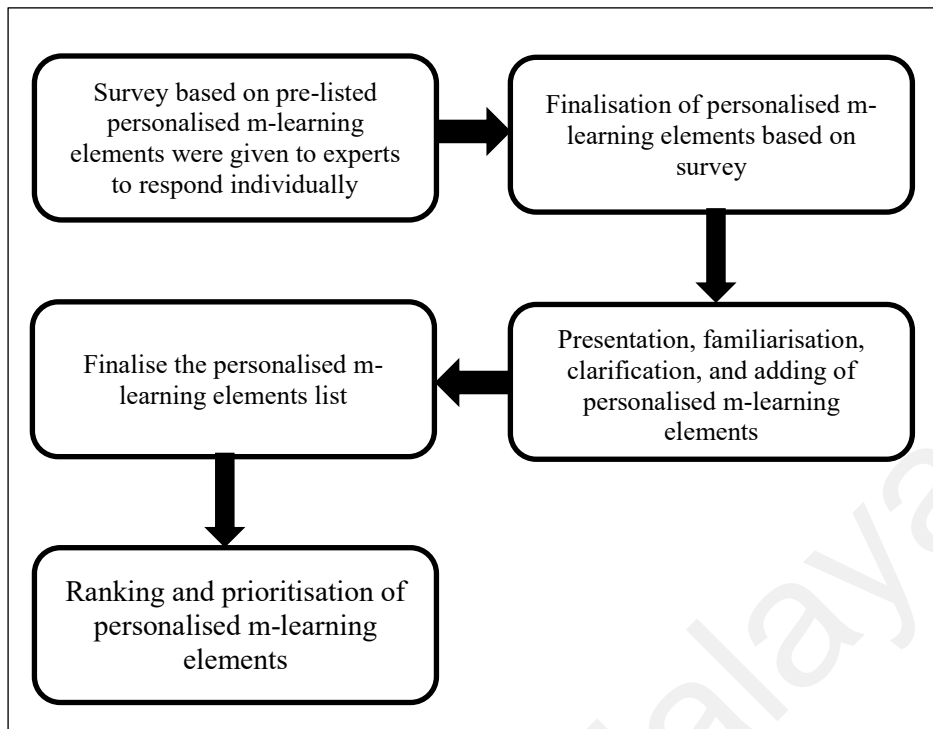 Survey based on pre-listed
personalised m-learning
elements were given to experts
to respond individually
Finalisation of personalised m-
learning elements based on
survey
Presentation, familiarisation,
clarification, and adding of
personalised m-learning
elements
Finalise the personalised m-
learning elements list
Ranking and prioritisation of
personalised m-learning
elements